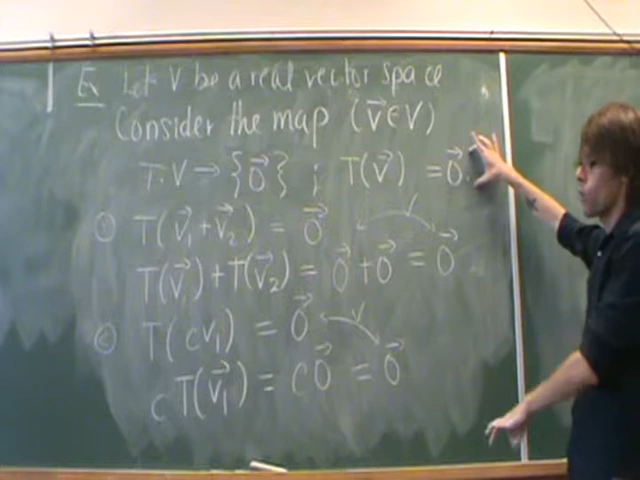 Ex Let V be a real vector space
Consider the map (v⃗ ∈ V)
T: V → {0⃗} ; T(v⃗) = 0⃗.
① T(v⃗₁ + v⃗₂) = 0⃗
T(v⃗₁) + T(v⃗₂) = 0⃗ + 0⃗ = 0⃗
② T(cv₁) = 0⃗
cT(v⃗₁) = c0⃗ = 0⃗